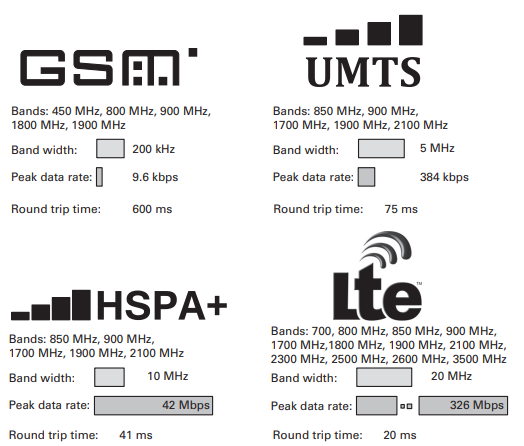 GSM
Bands: 450 MHz, 800 MHz, 900 MHz,
1800 MHz, 1900 MHz
Band width: 200 kHz
Peak data rate: 9.6 kbps
Round trip time: 600 ms
UMTS
Bands: 850 MHz, 900 MHz,
1700 MHz, 1900 MHz, 2100 MHz
Band width: 5 MHz
Peak data rate: 384 kbps
Round trip time: 75 ms
HSPA+
Bands: 850 MHz, 900 MHz,
1700 MHz, 1900 MHz, 2100 MHz
Band width: 10 MHz
Peak data rate: 42 Mbps
Round trip time: 41 ms
Lte™
Bands: 700, 800 MHz, 850 MHz, 900 MHz,
1700 MHz,1800 MHz, 1900 MHz, 2100 MHz,
2300 MHz, 2500 MHz, 2600 MHz, 3500 MHz
Band width: 20 MHz
Peak data rate: 326 Mbps
Round trip time: 20 ms